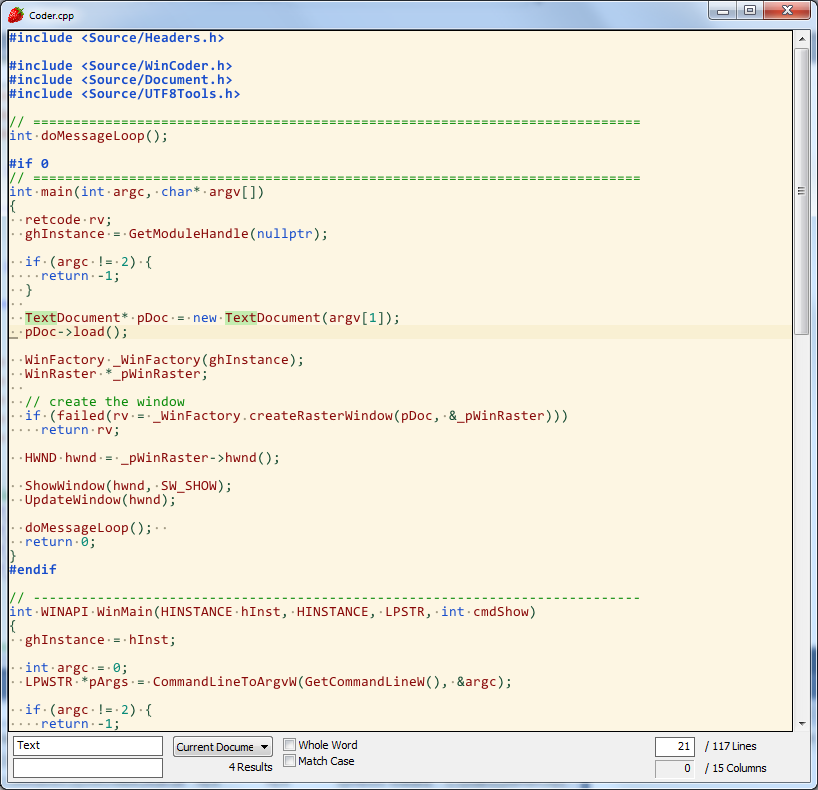 Coder.cpp
#include <Source/Headers.h>
#include <Source/WinCoder.h>
#include <Source/Document.h>
#include <Source/UTF8Tools.h>
// ============================================================================
int doMessageLoop();
#if 0
// ============================================================================
int main(int argc, char* argv[])
{
  retcode rv;
  ghInstance = GetModuleHandle(nullptr);
  if (argc != 2) {
    return -1;
  }
  TextDocument* pDoc = new TextDocument(argv[1]);
  pDoc->load();
  WinFactory _WinFactory(ghInstance);
  WinRaster *_pWinRaster;
  // create the window
  if (failed(rv = _WinFactory.createRasterWindow(pDoc, &_pWinRaster)))
    return rv;
  HWND hwnd = _pWinRaster->hwnd();
  ShowWindow(hwnd, SW_SHOW);
  UpdateWindow(hwnd);
  doMessageLoop();
  return 0;
}
#endif
// ----------------------------------------------------------------------------
int WINAPI WinMain(HINSTANCE hInst, HINSTANCE, LPSTR, int cmdShow)
{
  ghInstance = hInst;
  int argc = 0;
  LPWSTR *pArgs = CommandLineToArgvW(GetCommandLineW(), &argc);
  if (argc != 2) {
    return -1;
Text Current Docume Whole Word 21 / 117 Lines
4 Results Match Case 0 / 15 Columns